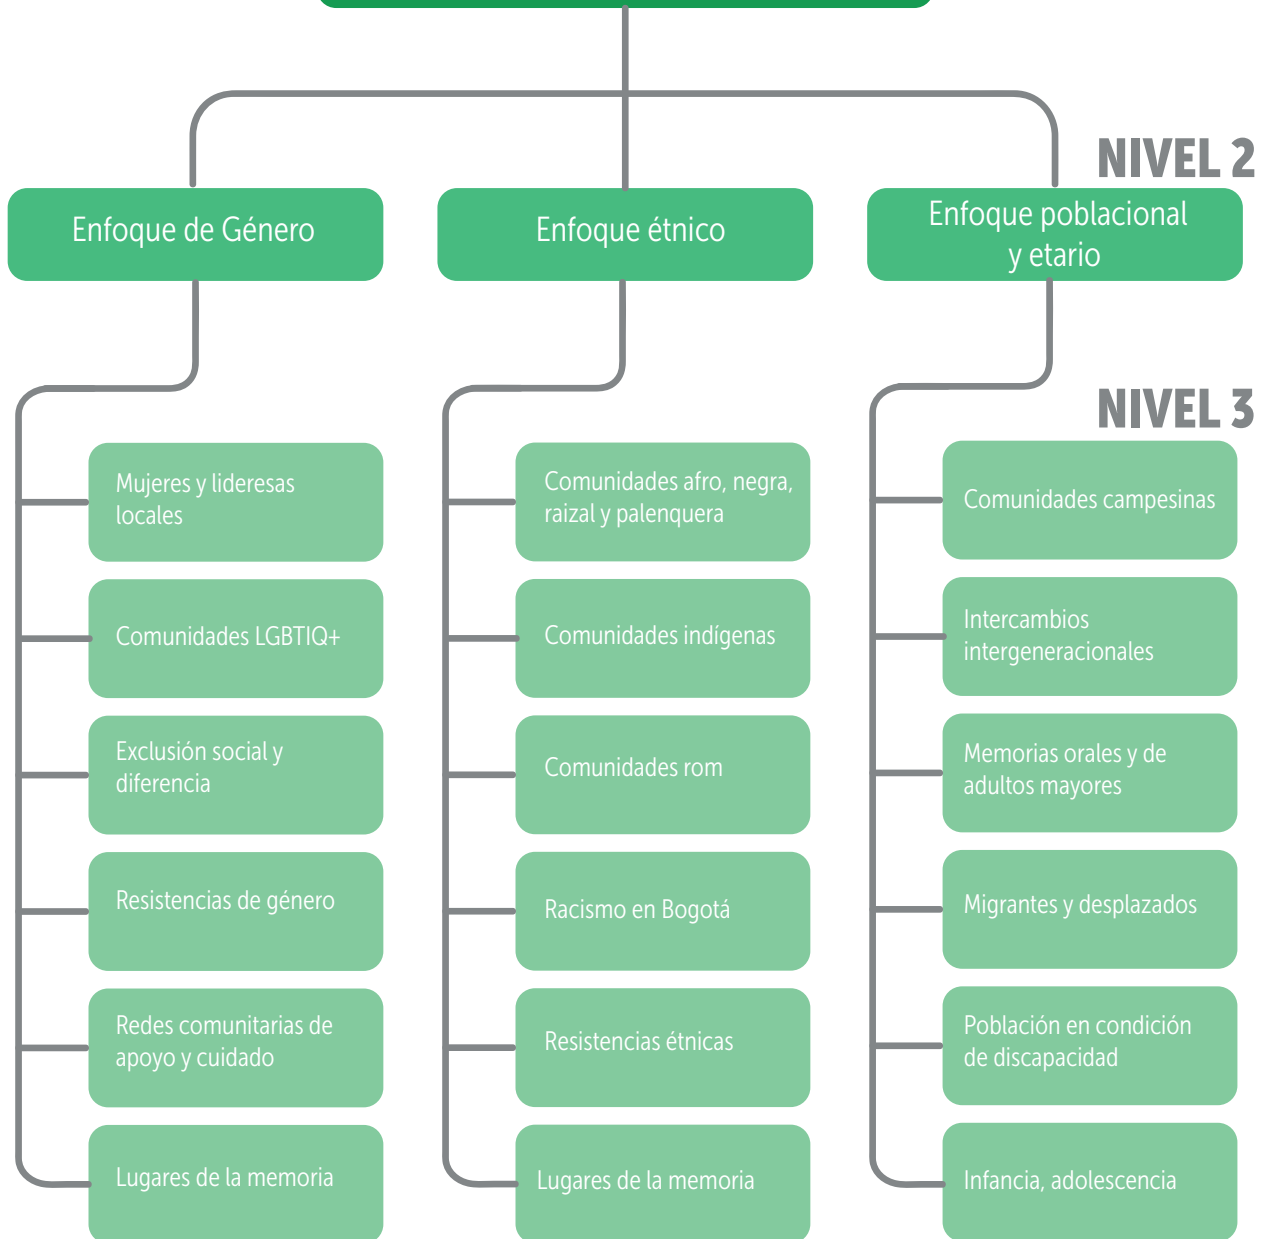 NIVEL 2
Enfoque de Género
Enfoque étnico
Enfoque poblacional
y etario
NIVEL 3
Mujeres y lideresas
locales
Comunidades LGBTIQ+
Exclusión social y
diferencia
Resistencias de género
Redes comunitarias de
apoyo y cuidado
Lugares de la memoria
Comunidades afro, negra,
raizal y palenquera
Comunidades indígenas
Comunidades rom
Racismo en Bogotá
Resistencias étnicas
Lugares de la memoria
Comunidades campesinas
Intercambios
intergeneracionales
Memorias orales y de
adultos mayores
Migrantes y desplazados
Población en condición
de discapacidad
Infancia, adolescencia